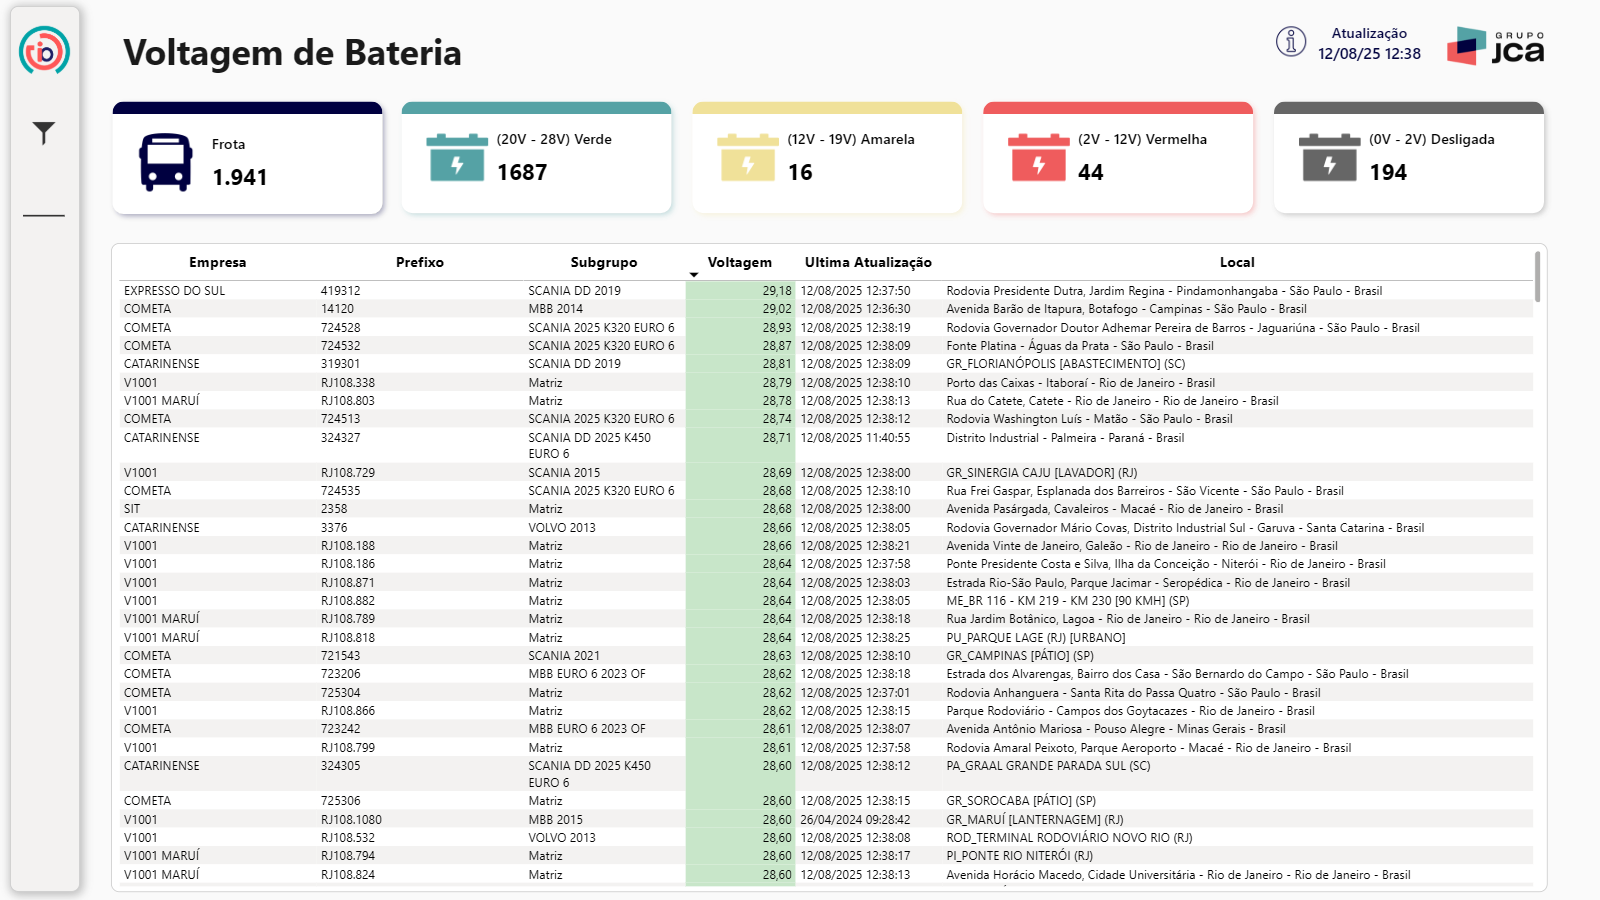 Voltagem de Bateria
Atualização
12/08/25 12:38
GRUPO
jca
Frota
1.941
(20V - 28V) Verde
1687
(12V - 19V) Amarela
16
(2V - 12V) Vermelha
44
(0V - 2V) Desligada
194
Empresa Prefixo Subgrupo Voltagem Ultima Atualização Local
EXPRESSO DO SUL 419312 SCANIA DD 2019 29,18 12/08/2025 12:37:50 Rodovia Presidente Dutra, Jardim Regina - Pindamonhangaba - São Paulo - Brasil
COMETA 14120 MBB 2014 29,02 12/08/2025 12:36:30 Avenida Barão de Itapura, Botafogo - Campinas - São Paulo - Brasil
COMETA 724528 SCANIA 2025 K320 EURO 6 28,93 12/08/2025 12:38:19 Rodovia Governador Doutor Adhemar Pereira de Barros - Jaguariúna - São Paulo - Brasil
COMETA 724532 SCANIA 2025 K320 EURO 6 28,87 12/08/2025 12:38:09 Fonte Platina - Águas da Prata - São Paulo - Brasil
CATARINENSE 319301 SCANIA DD 2019 28,81 12/08/2025 12:38:09 GR_FLORIANÓPOLIS [ABASTECIMENTO] (SC)
V1001 RJ108.338 Matriz 28,79 12/08/2025 12:38:10 Porto das Caixas - Itaboraí - Rio de Janeiro - Brasil
V1001 MARUÍ RJ108.803 Matriz 28,78 12/08/2025 12:38:13 Rua do Catete, Catete - Rio de Janeiro - Rio de Janeiro - Brasil
COMETA 724513 SCANIA 2025 K320 EURO 6 28,74 12/08/2025 12:38:12 Rodovia Washington Luís - Matão - São Paulo - Brasil
CATARINENSE 324327 SCANIA DD 2025 K450 28,71 12/08/2025 11:40:55 Distrito Industrial - Palmeira - Paraná - Brasil
EURO 6
V1001 RJ108.729 SCANIA 2015 28,69 12/08/2025 12:38:00 GR_SINERGIA CAJU [LAVADOR] (RJ)
COMETA 724535 SCANIA 2025 K320 EURO 6 28,68 12/08/2025 12:38:10 Rua Frei Gaspar, Esplanada dos Barreiros - São Vicente - São Paulo - Brasil
SIT 2358 Matriz 28,68 12/08/2025 12:38:00 Avenida Pasárgada, Cavaleiros - Macaé - Rio de Janeiro - Brasil
CATARINENSE 3376 VOLVO 2013 28,66 12/08/2025 12:38:05 Rodovia Governador Mário Covas, Distrito Industrial Sul - Garuva - Santa Catarina - Brasil
V1001 RJ108.188 Matriz 28,66 12/08/2025 12:38:21 Avenida Vinte de Janeiro, Galeão - Rio de Janeiro - Rio de Janeiro - Brasil
V1001 RJ108.186 Matriz 28,64 12/08/2025 12:37:58 Ponte Presidente Costa e Silva, Ilha da Conceição - Niterói - Rio de Janeiro - Brasil
V1001 RJ108.871 Matriz 28,64 12/08/2025 12:38:03 Estrada Rio-São Paulo, Parque Jacimar - Seropédica - Rio de Janeiro - Brasil
V1001 RJ108.882 Matriz 28,64 12/08/2025 12:38:05 ME_BR 116 - KM 219 - KM 230 [90 KMH] (SP)
V1001 MARUÍ RJ108.789 Matriz 28,64 12/08/2025 12:38:18 Rua Jardim Botânico, Lagoa - Rio de Janeiro - Rio de Janeiro - Brasil
V1001 MARUÍ RJ108.818 Matriz 28,64 12/08/2025 12:38:25 PU_PARQUE LAGE (RJ) [URBANO]
COMETA 721543 SCANIA 2021 28,63 12/08/2025 12:38:10 GR_CAMPINAS [PÁTIO] (SP)
COMETA 723206 MBB EURO 6 2023 OF 28,62 12/08/2025 12:38:18 Estrada dos Alvarengas, Bairro dos Casa - São Bernardo do Campo - São Paulo - Brasil
COMETA 725304 Matriz 28,62 12/08/2025 12:37:01 Rodovia Anhanguera - Santa Rita do Passa Quatro - São Paulo - Brasil
V1001 RJ108.866 Matriz 28,62 12/08/2025 12:38:15 Parque Rodoviário - Campos dos Goytacazes - Rio de Janeiro - Brasil
COMETA 723242 MBB EURO 6 2023 OF 28,61 12/08/2025 12:38:07 Avenida Antônio Mariosa - Pouso Alegre - Minas Gerais - Brasil
V1001 RJ108.799 Matriz 28,61 12/08/2025 12:37:58 Rodovia Amaral Peixoto, Parque Aeroporto - Macaé - Rio de Janeiro - Brasil
CATARINENSE 324305 SCANIA DD 2025 K450 28,60 12/08/2025 12:38:12 PA_GRAAL GRANDE PARADA SUL (SC)
EURO 6
COMETA 725306 Matriz 28,60 12/08/2025 12:38:15 GR_SOROCABA [PÁTIO] (SP)
V1001 RJ108.1080 MBB 2015 28,60 26/04/2024 09:28:42 GR_MARUÍ [LANTERNAGEM] (RJ)
V1001 RJ108.532 VOLVO 2013 28,60 12/08/2025 12:38:08 ROD_TERMINAL RODOVIÁRIO NOVO RIO (RJ)
V1001 MARUÍ RJ108.794 Matriz 28,60 12/08/2025 12:38:17 PI_PONTE RIO NITERÓI (RJ)
V1001 MARUÍ RJ108.824 Matriz 28,60 12/08/2025 12:38:13 Avenida Horácio Macedo, Cidade Universitária - Rio de Janeiro - Rio de Janeiro - Brasil